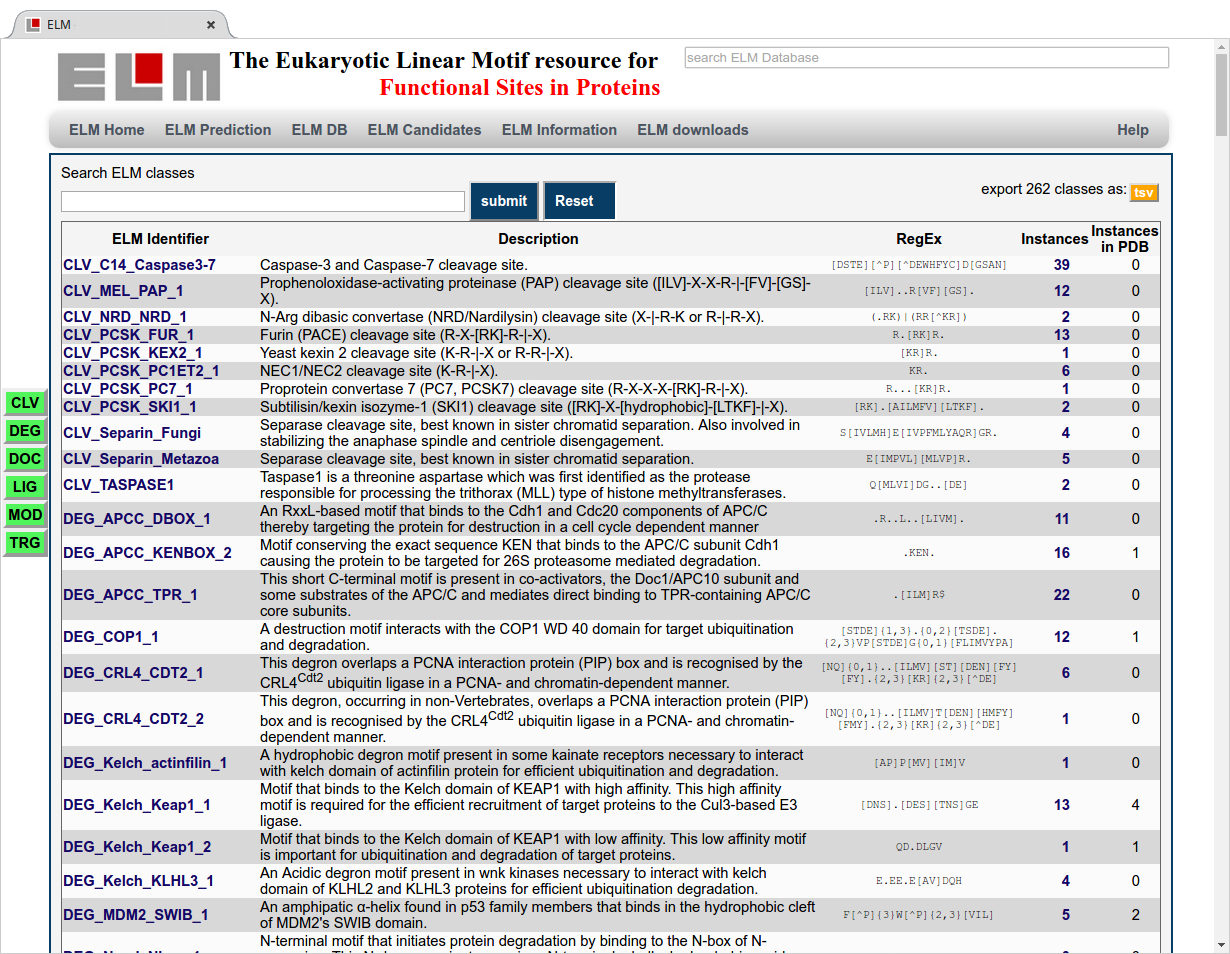 ELM
ELM
The Eukaryotic Linear Motif resource for
Functional Sites in Proteins
search ELM Database
ELM Home ELM Prediction ELM DB ELM Candidates ELM Information ELM downloads Help
Search ELM classes
submit Reset
export 262 classes as: tsv
ELM Identifier Description RegEx Instances Instances in PDB
CLV_C14_Caspase3-7 Caspase-3 and Caspase-7 cleavage site. [DSTE][^P][^DEWHFYC]D[GSAN] 39 0
CLV_MEL_PAP_1 Prophenoloxidase-activating proteinase (PAP) cleavage site ([ILV]-X-X-R-|-[FV]-[GS]-
X). [ILV]..R[VF][GS]. 12 0
CLV_NRD_NRD_1 N-Arg dibasic convertase (NRD/Nardilysin) cleavage site (X-|-R-K or R-|-R-X). (.RK)|(RR[^KR]) 2 0
CLV_PCSK_FUR_1 Furin (PACE) cleavage site (R-X-[RK]-R-|-X). R.[RK]R. 13 0
CLV_PCSK_KEX2_1 Yeast kexin 2 cleavage site (K-R-|-X or R-R-|-X). [KR]R. 1 0
CLV_PCSK_PC1ET2_1 NEC1/NEC2 cleavage site (K-R-|-X). KR. 6 0
CLV_PCSK_PC7_1 Proprotein convertase 7 (PC7, PCSK7) cleavage site (R-X-X-X-[RK]-R-|-X). R...[KR]R. 1 0
CLV_PCSK_SKI1_1 Subtilisin/kexin isozyme-1 (SKI1) cleavage site ([RK]-X-[hydrophobic]-[LTKF]-|-X). [RK].[AILMFV][LTKF]. 2 0
CLV_Separin_Fungi Separase cleavage site, best known in sister chromatid separation. Also involved in
stabilizing the anaphase spindle and centriole disengagement. S[IVLMH]E[IVPFMLYAQR]GR. 4 0
CLV_Separin_Metazoa Separase cleavage site, best known in sister chromatid separation. E[IMPVL][MLVP]R. 5 0
CLV_TASPASE1 Taspase1 is a threonine aspartase which was first identified as the protease
responsible for processing the trithorax (MLL) type of histone methyltransferases. Q[MLVI]DG..[DE] 2 0
DEG_APCC_DBOX_1 An RxxL-based motif that binds to the Cdh1 and Cdc20 components of APC/C
thereby targeting the protein for destruction in a cell cycle dependent manner .R..L..[LIVM]. 11 0
DEG_APCC_KENBOX_2 Motif conserving the exact sequence KEN that binds to the APC/C subunit Cdh1
causing the protein to be targeted for 26S proteasome mediated degradation. .KEN. 16 1
DEG_APCC_TPR_1 This short C-terminal motif is present in co-activators, the Doc1/APC10 subunit and
some substrates of the APC/C and mediates direct binding to TPR-containing APC/C
core subunits. .[ILM]R$ 22 0
DEG_COP1_1 A destruction motif interacts with the COP1 WD 40 domain for target ubiquitination
and degradation. [STDE]{1,3}.{0,2}[TSDE].
{2,3}VP[STDE]G{0,1}[FLIMVYPA] 12 1
DEG_CRL4_CDT2_1 This degron overlaps a PCNA interaction protein (PIP) box and is recognised by the
CRL4Cdt2 ubiquitin ligase in a PCNA- and chromatin-dependent manner. [NQ]{0,1}..[ILMV][ST][DEN][FY]
[FY].{2,3}[KR]{2,3}[^DE] 6 0
DEG_CRL4_CDT2_2 This degron, occurring in non-Vertebrates, overlaps a PCNA interaction protein (PIP)
box and is recognised by the CRL4Cdt2 ubiquitin ligase in a PCNA- and chromatin-
dependent manner. [NQ]{0,1}..[ILMV]T[DEN][HMFY]
[FMY].{2,3}[KR]{2,3}[^DE] 1 0
DEG_Kelch_actinfilin_1 A hydrophobic degron motif present in some kainate receptors necessary to interact
with kelch domain of actinfilin protein for efficient ubiquitination and degradation. [AP]P[MV][IM]V 1 0
DEG_Kelch_Keap1_1 Motif that binds to the Kelch domain of KEAP1 with high affinity. This high affinity
motif is required for the efficient recruitment of target proteins to the Cul3-based E3
ligase. [DNS].[DES][TNS]GE 13 4
DEG_Kelch_Keap1_2 Motif that binds to the Kelch domain of KEAP1 with low affinity. This low affinity motif
is important for ubiquitination and degradation of target proteins. QD.DLGV 1 1
DEG_Kelch_KLHL3_1 An Acidic degron motif present in wnk kinases necessary to interact with kelch
domain of KLHL2 and KLHL3 proteins for efficient ubiquitination degradation. E.EE.E[AV]DQH 4 0
DEG_MDM2_SWIB_1 An amphipatic α-helix found in p53 family members that binds in the hydrophobic cleft
of MDM2's SWIB domain. F[^P]{3}W[^P]{2,3}[VIL] 5 2
N-terminal motif that initiates protein degradation by binding to the N-box of N-
CLV
DEG
DOC
LIG
MOD
TRG